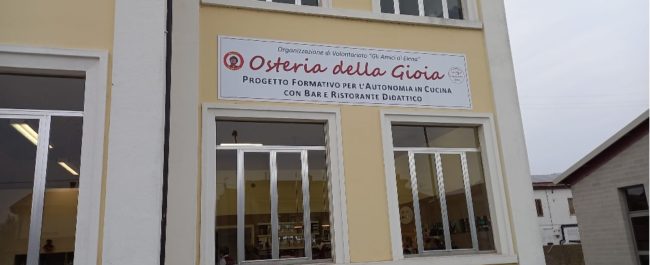 Organizzazione di Volontariato "Gli Amici di Elena"
Osteria della Gioia
PROGETTO FORMATIVO PER L'AUTONOMIA IN CUCINA
CON BAR E RISTORANTE DIDATTICO